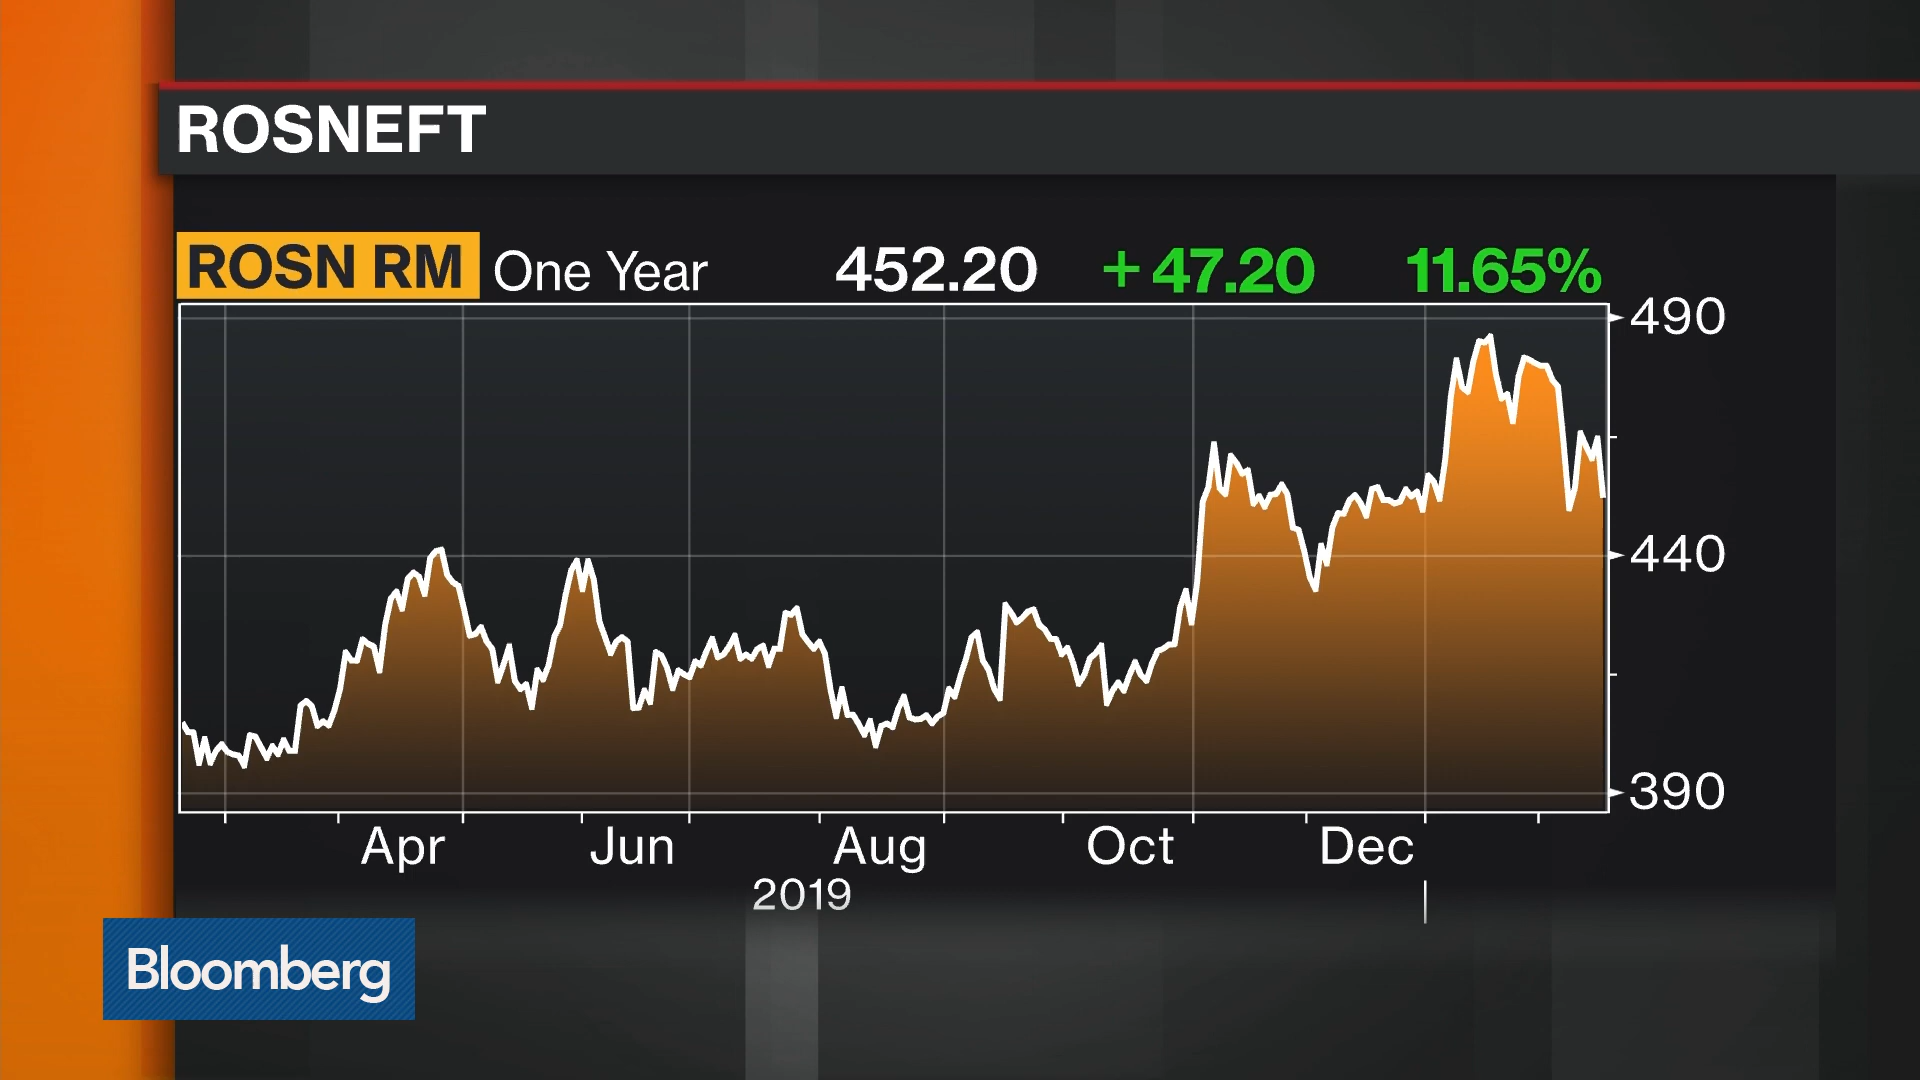 ROSNEFT
ROSN RM One Year 452.20 +47.20 11.65%
490
440
390
Apr Jun Aug Oct Dec
2019
Bloomberg